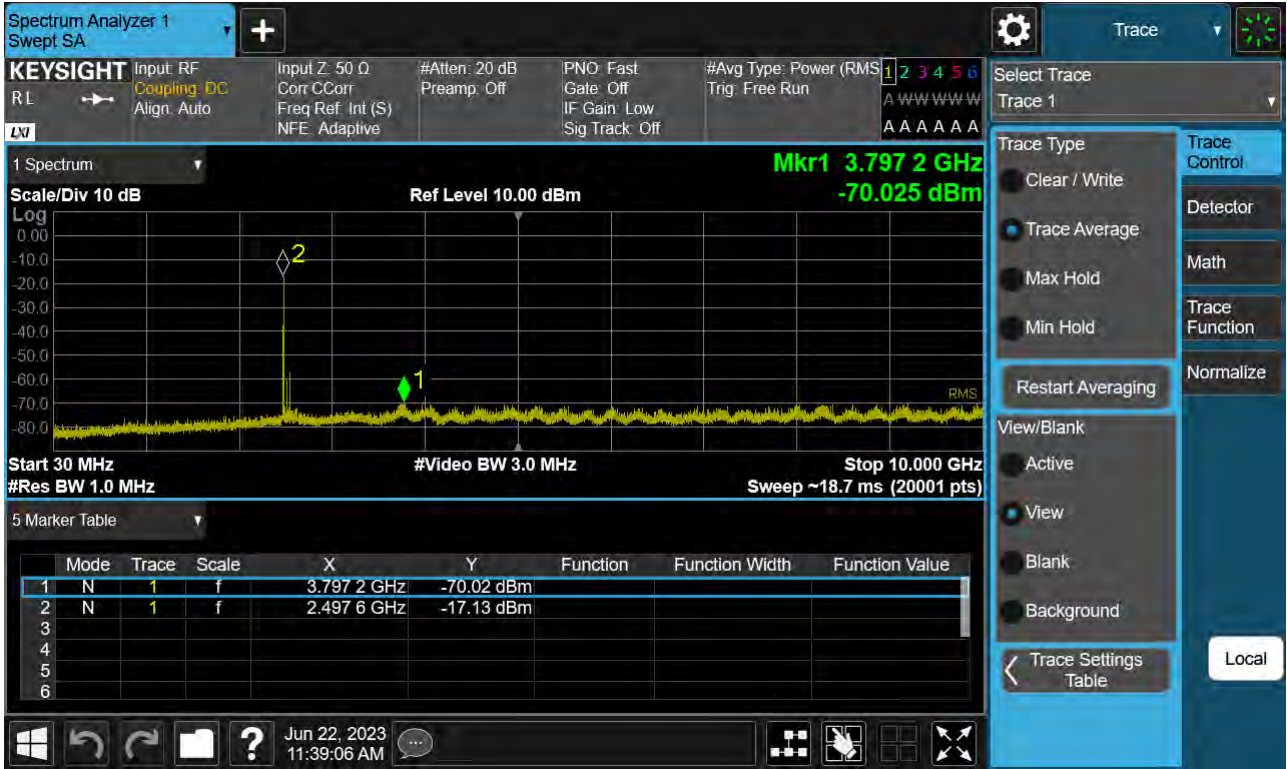 Spectrum Analyzer 1
Swept SA
Trace
KEYSIGHT
RL
LXI
Input: RF
Coupling: DC
Align: Auto
Input Z: 50 Ω
Corr CCorr
Freq Ref: Int (S)
NFE: Adaptive
#Atten: 20 dB
Preamp: Off
PNO: Fast
Gate: Off
IF Gain: Low
Sig Track: Off
#Avg Type: Power (RMS
Trig: Free Run
1 2 3 4 5 6
A W W W W W
A A A A A A
Select Trace
Trace 1
1 Spectrum
Mkr1 3.797 2 GHz
-70.025 dBm
Scale/Div 10 dB
Ref Level 10.00 dBm
Log
0.00
-10.0
-20.0
-30.0
-40.0
-50.0
-60.0
-70.0
-80.0
2
1
RMS
Start 30 MHz
#Video BW 3.0 MHz
Stop 10.000 GHz
#Res BW 1.0 MHz
Sweep ~18.7 ms (20001 pts)
5 Marker Table
Mode Trace Scale X Y Function Function Width Function Value
1 N 1 f 3.797 2 GHz -70.02 dBm
2 N 1 f 2.497 6 GHz -17.13 dBm
3
4
5
6
Trace Type
Clear / Write
Trace Average
Max Hold
Min Hold
Restart Averaging
View/Blank
Active
View
Blank
Background
Trace Settings
Table
Trace
Control
Detector
Math
Trace
Function
Normalize
Local
?
Jun 22, 2023
11:39:06 AM